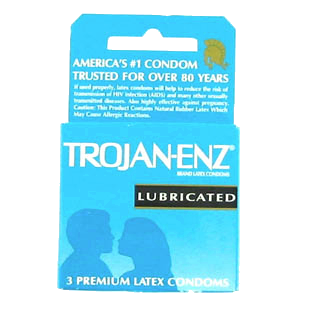 AMERICA'S #1 CONDOM
TRUSTED FOR OVER 80 YEARS
If used properly, latex condoms will help to reduce the risk of
transmission of HIV infection (AIDS) and many other sexually
transmitted diseases. Also highly effective against pregnancy.
Caution: This Product Contains Natural Rubber Latex Which
May Cause Allergic Reactions.
TROJAN-ENZ®
BRAND LATEX CONDOMS
LUBRICATED
3 PREMIUM LATEX CONDOMS